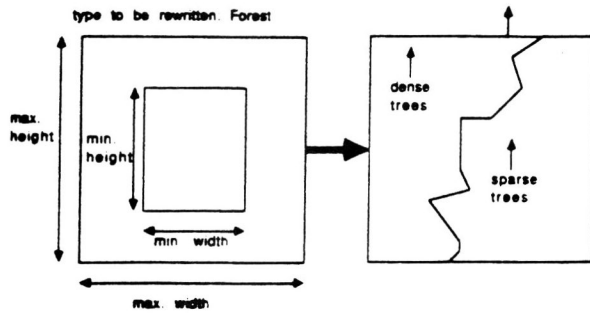 type to be rewritten. Forest
max.
height
min.
height
min width
max. width
dense
trees
sparse
trees